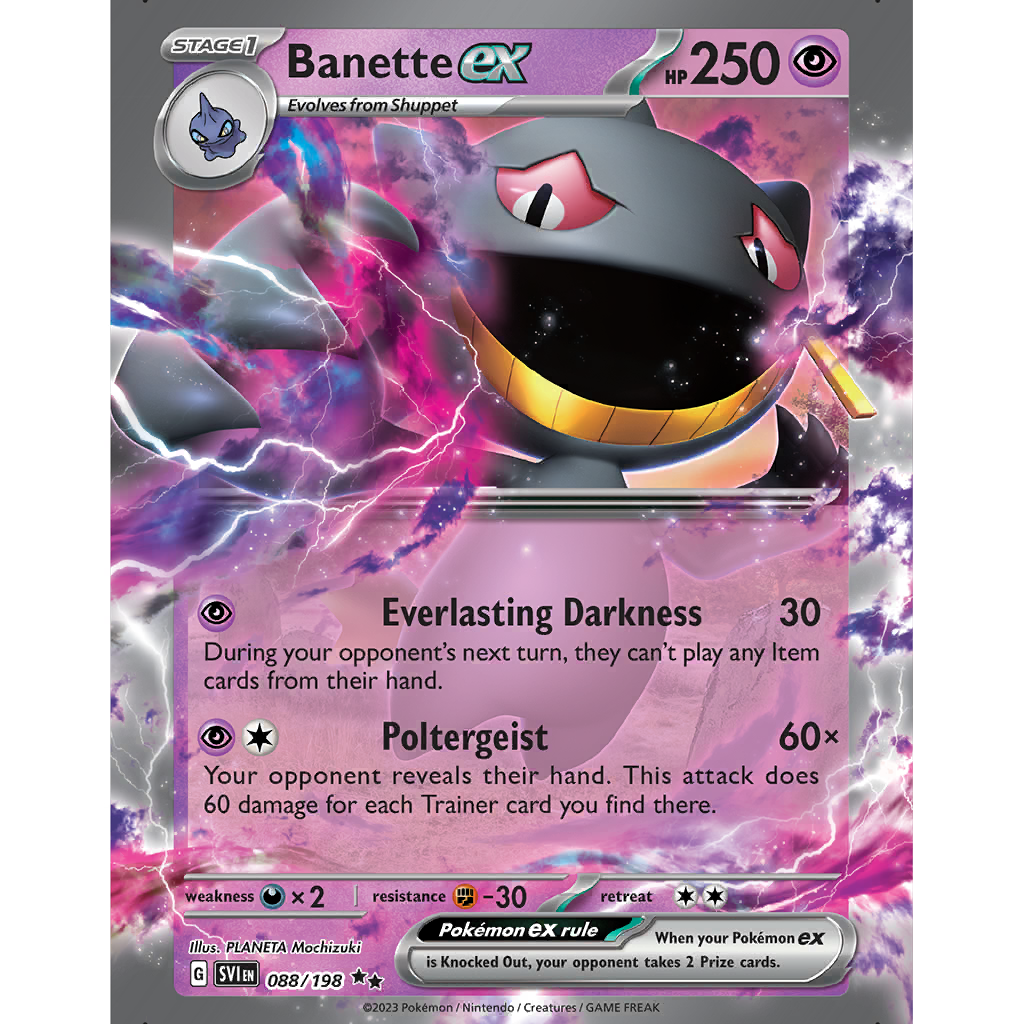 STAGE1
Banette ex HP 250
Evolves from Shuppet
Everlasting Darkness 30
During your opponent's next turn, they can't play any Item
cards from their hand.
Poltergeist 60×
Your opponent reveals their hand. This attack does
60 damage for each Trainer card you find there.
weakness ×2 resistance -30 retreat
Pokémon ex rule
When your Pokémon ex
is Knocked Out, your opponent takes 2 Prize cards.
Illus. PLANETA Mochizuki
G SVI EN 088/198
©2023 Pokémon / Nintendo / Creatures / GAME FREAK